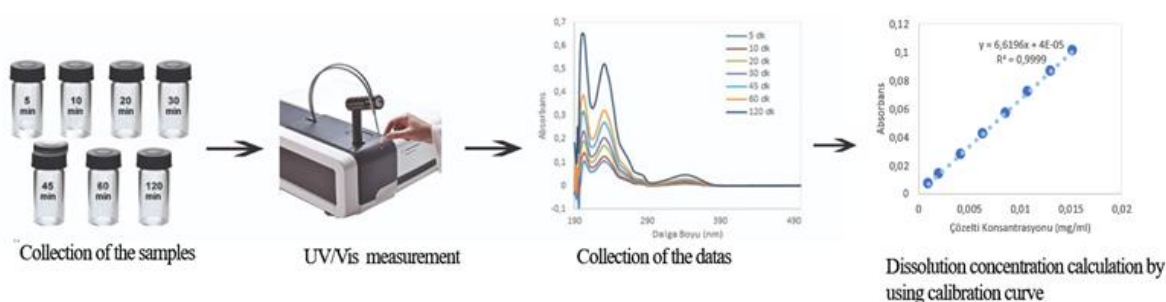 5
min
10
min
20
min
30
min
45
min
60
min
120
min
Collection of the samples
UV/Vis measurement
0,7
0,6
0,5
0,4
0,3
0,2
0,1
0
-0,1
Absorbans
190
290
390
490
Dalga Boyu (nm)
5 dk
10 dk
20 dk
30 dk
45 dk
60 dk
120 dk
Collection of the datas
0,12
0,1
0,08
0,06
0,04
0,02
0
Absorbans
y = 6,6196x + 4E-05
R² = 0,9999
0
0,005
0,01
0,015
0,02
Çözelti Konsantrasyonu (mg/ml)
Dissolution concentration calculation by
using calibration curve